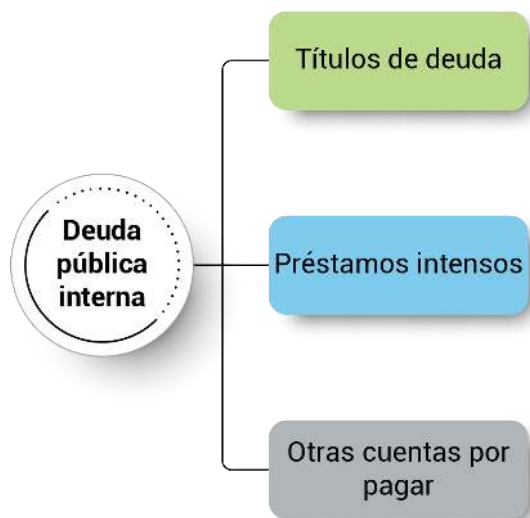 Títulos de deuda
Deuda
pública
interna
Préstamos intensos
Otras cuentas por
pagar